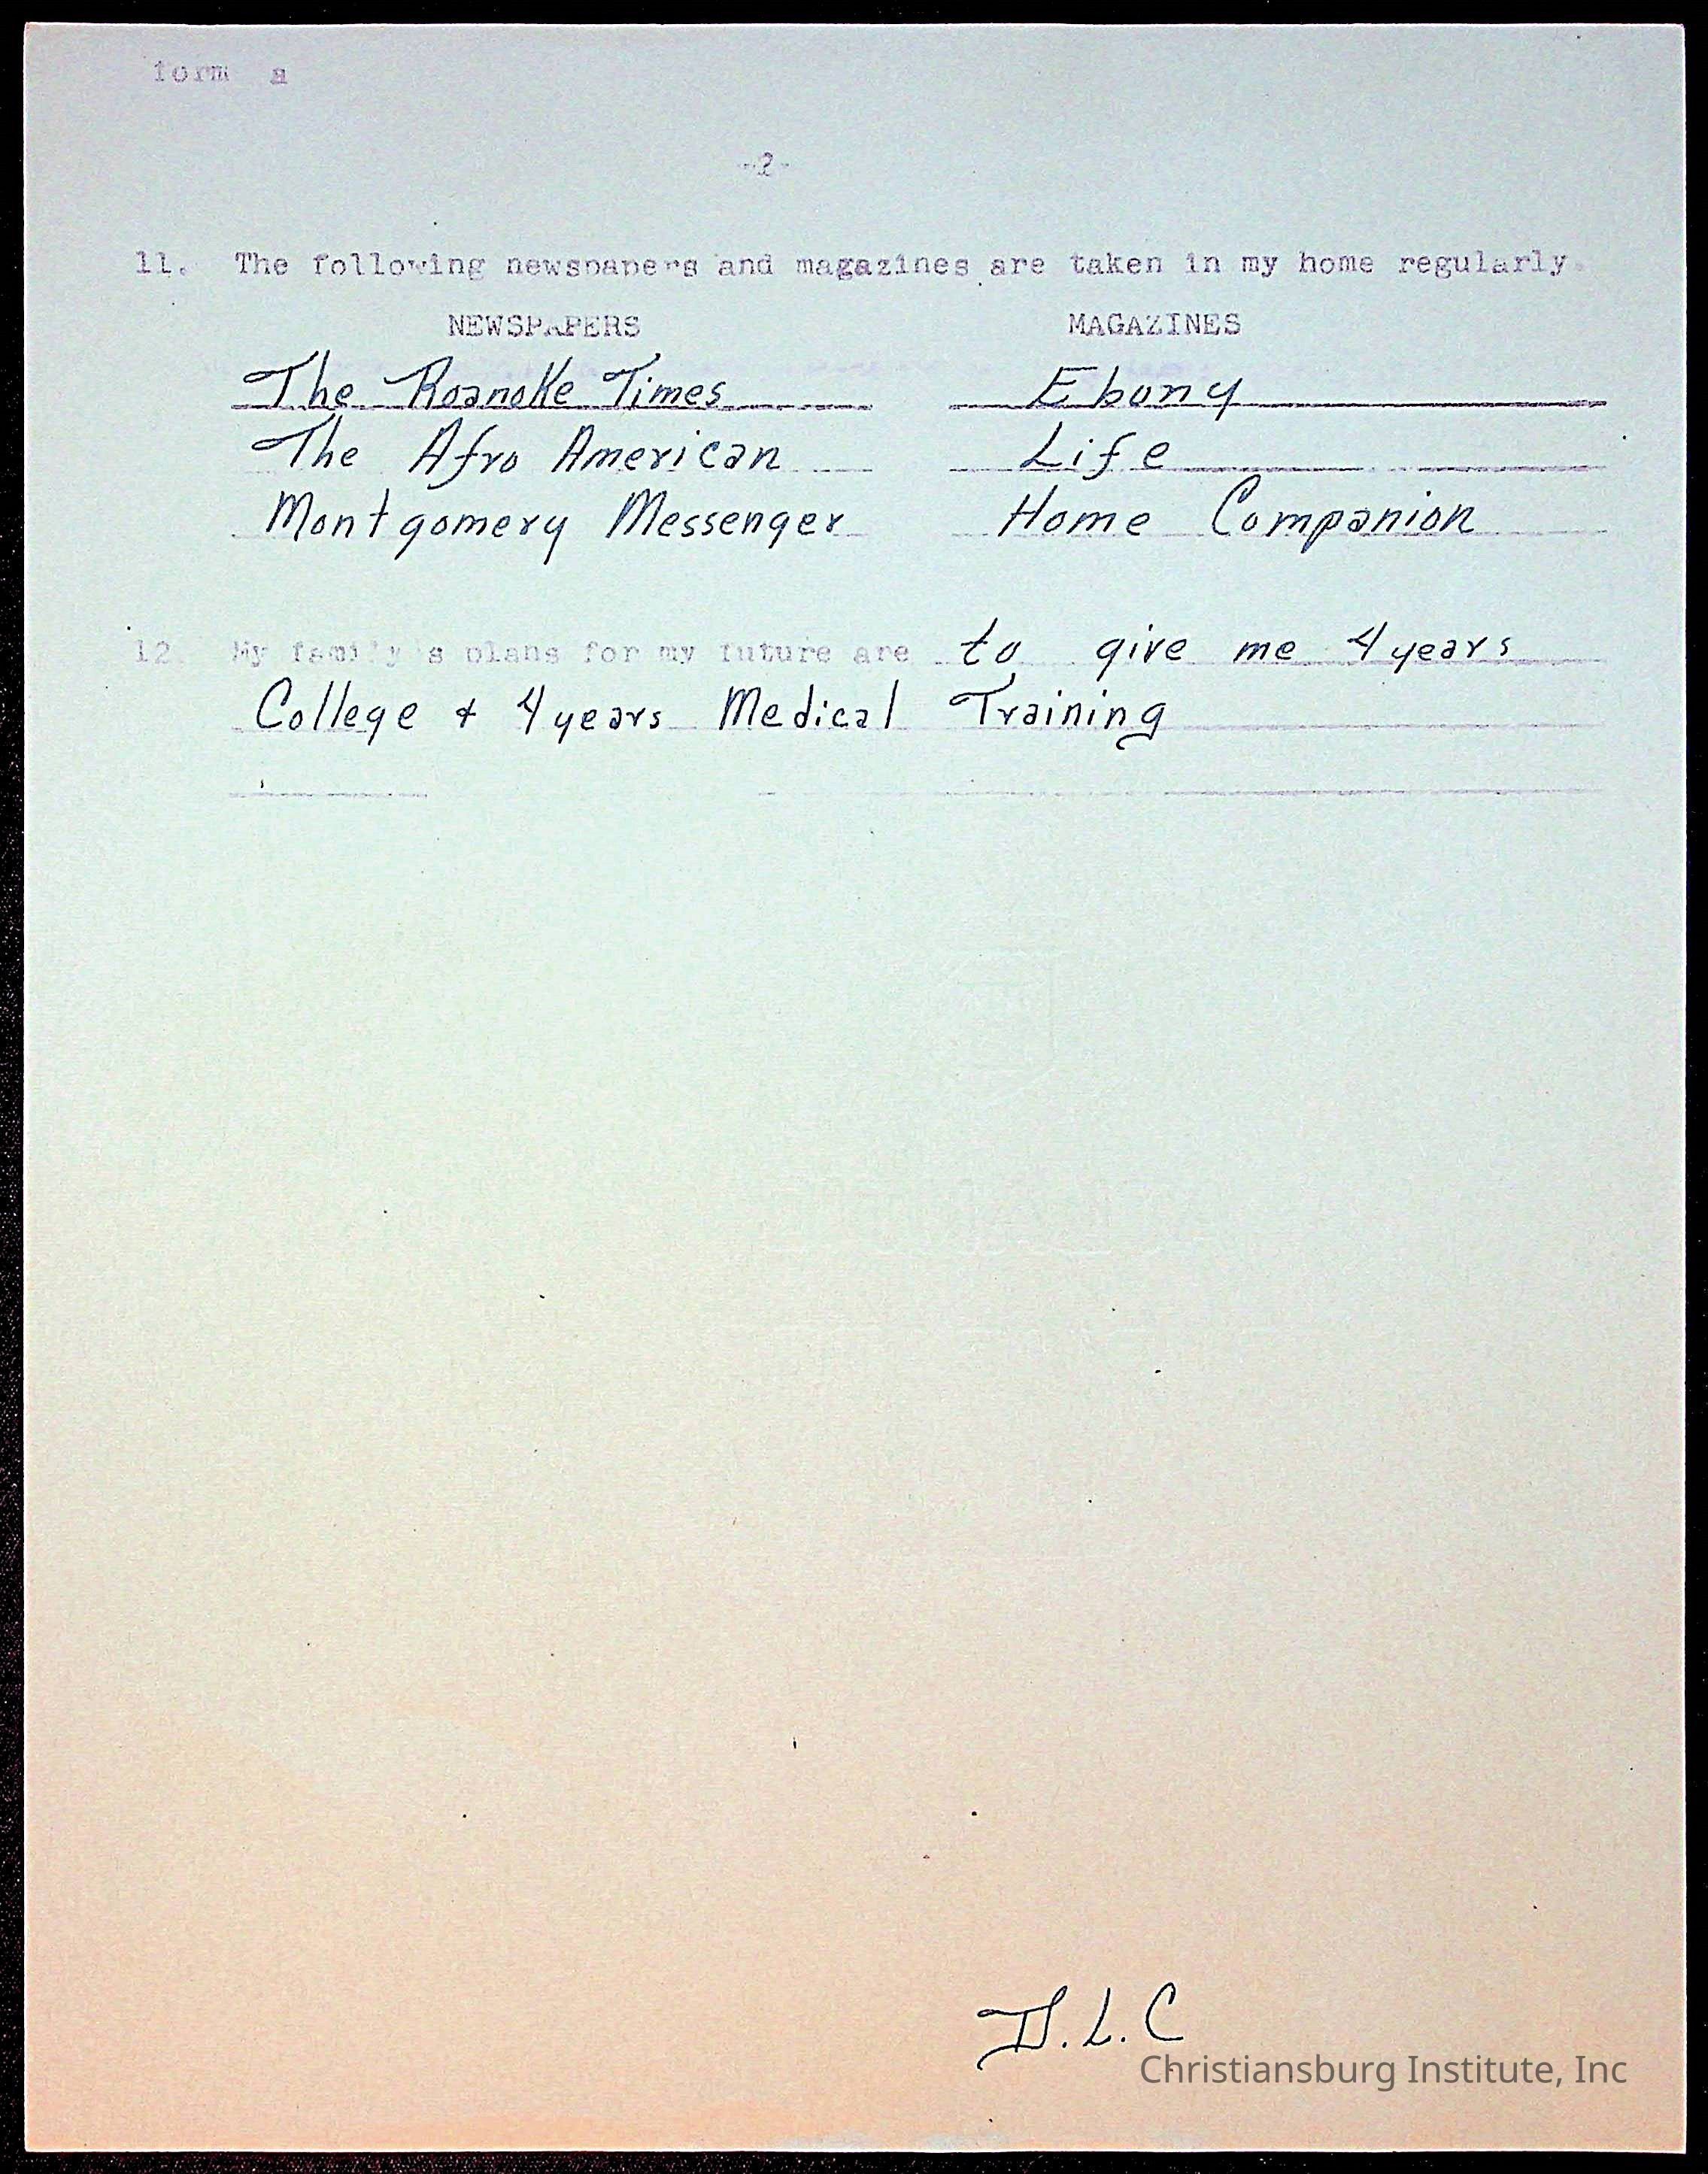 form a
-2-
11. The following newspapers and magazines are taken in my home regularly.
NEWSPAPERS MAGAZINES
The Roanoke Times Ebony
The Afro American Life
Montgomery Messenger Home Companion
12. My family's plans for my future are to give me 4 years
College & 4 years Medical Training
L. C
Christiansburg Institute, Inc